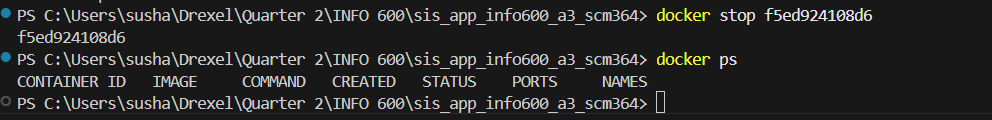 PS C:\Users\susha\Drexel\Quarter 2\INFO 600\sis_app_info600_a3_scm364> docker stop f5ed924108d6
f5ed924108d6
PS C:\Users\susha\Drexel\Quarter 2\INFO 600\sis_app_info600_a3_scm364> docker ps
CONTAINER ID   IMAGE     COMMAND   CREATED   STATUS    PORTS     NAMES
PS C:\Users\susha\Drexel\Quarter 2\INFO 600\sis_app_info600_a3_scm364>